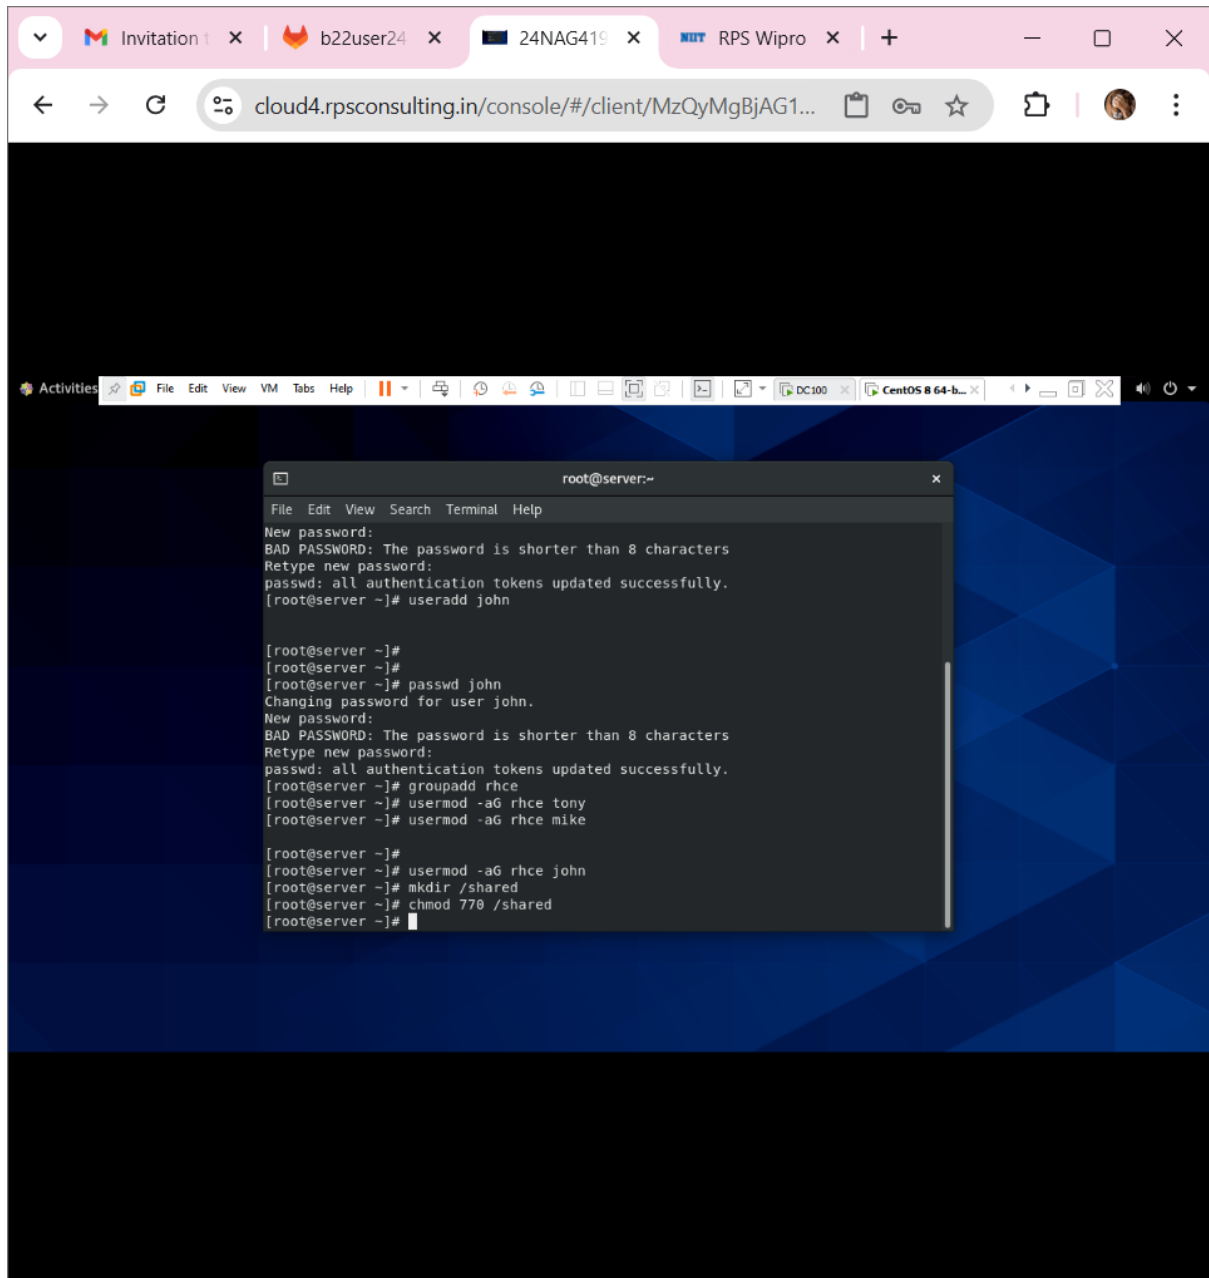 Invitation t
b22user24
24NAG419
NIIT RPS Wipro
cloud4.rpsconsulting.in/console/#/client/MzQyMgBjAG1...
Activities File Edit View VM Tabs Help DC100 CentOS 8 64-b...
root@server:~
File Edit View Search Terminal Help
New password:
BAD PASSWORD: The password is shorter than 8 characters
Retype new password:
passwd: all authentication tokens updated successfully.
[root@server ~]# useradd john
[root@server ~]#
[root@server ~]#
[root@server ~]# passwd john
Changing password for user john.
New password:
BAD PASSWORD: The password is shorter than 8 characters
Retype new password:
passwd: all authentication tokens updated successfully.
[root@server ~]# groupadd rhce
[root@server ~]# usermod -aG rhce tony
[root@server ~]# usermod -aG rhce mike
[root@server ~]#
[root@server ~]# usermod -aG rhce john
[root@server ~]# mkdir /shared
[root@server ~]# chmod 770 /shared
[root@server ~]#